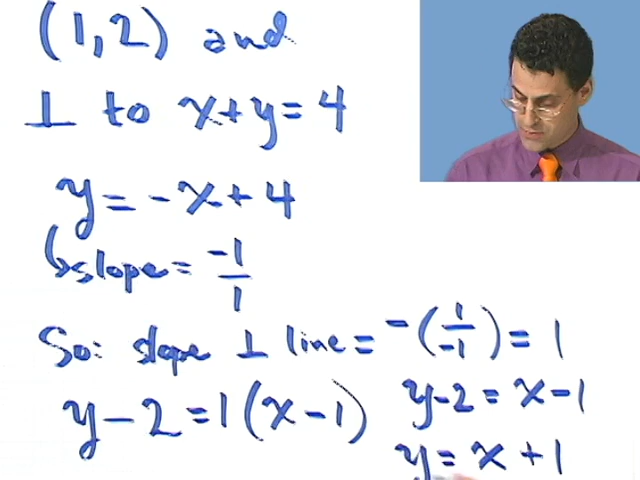 (1,2) and
⊥ to x+y=4
y=-x+4
↳slope= -1/1
So: slope ⊥ line= -(1/-1) = 1
y-2=1(x-1)
y-2=x-1
y=x+1